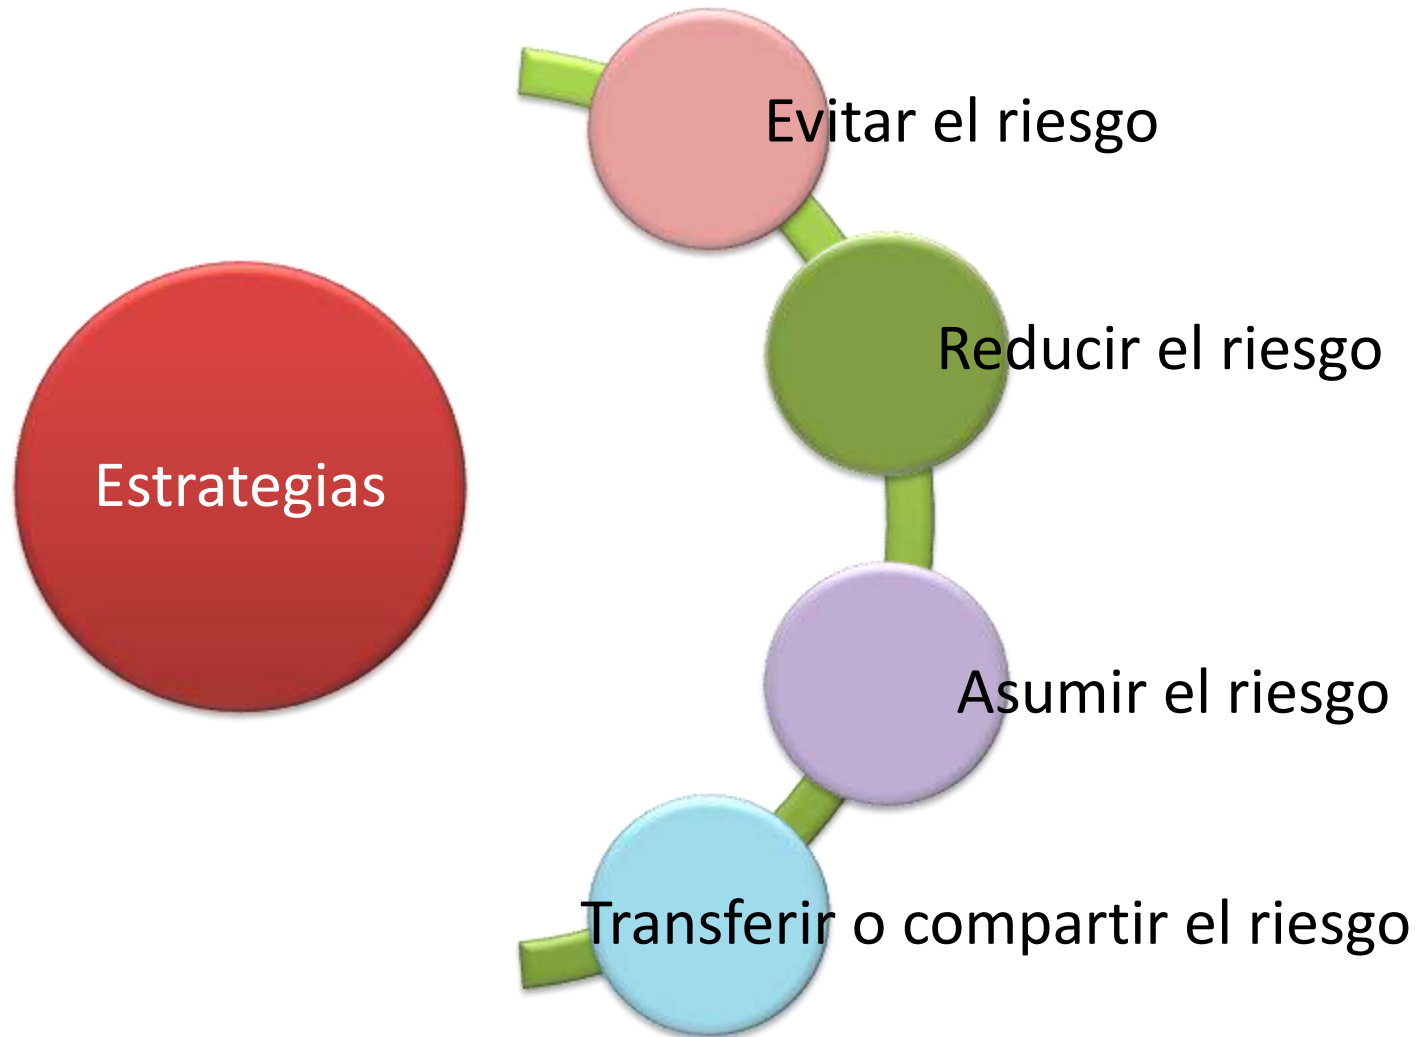 Evitar el riesgo
Reducir el riesgo
Estrategias
Asumir el riesgo
Transferir o compartir el riesgo